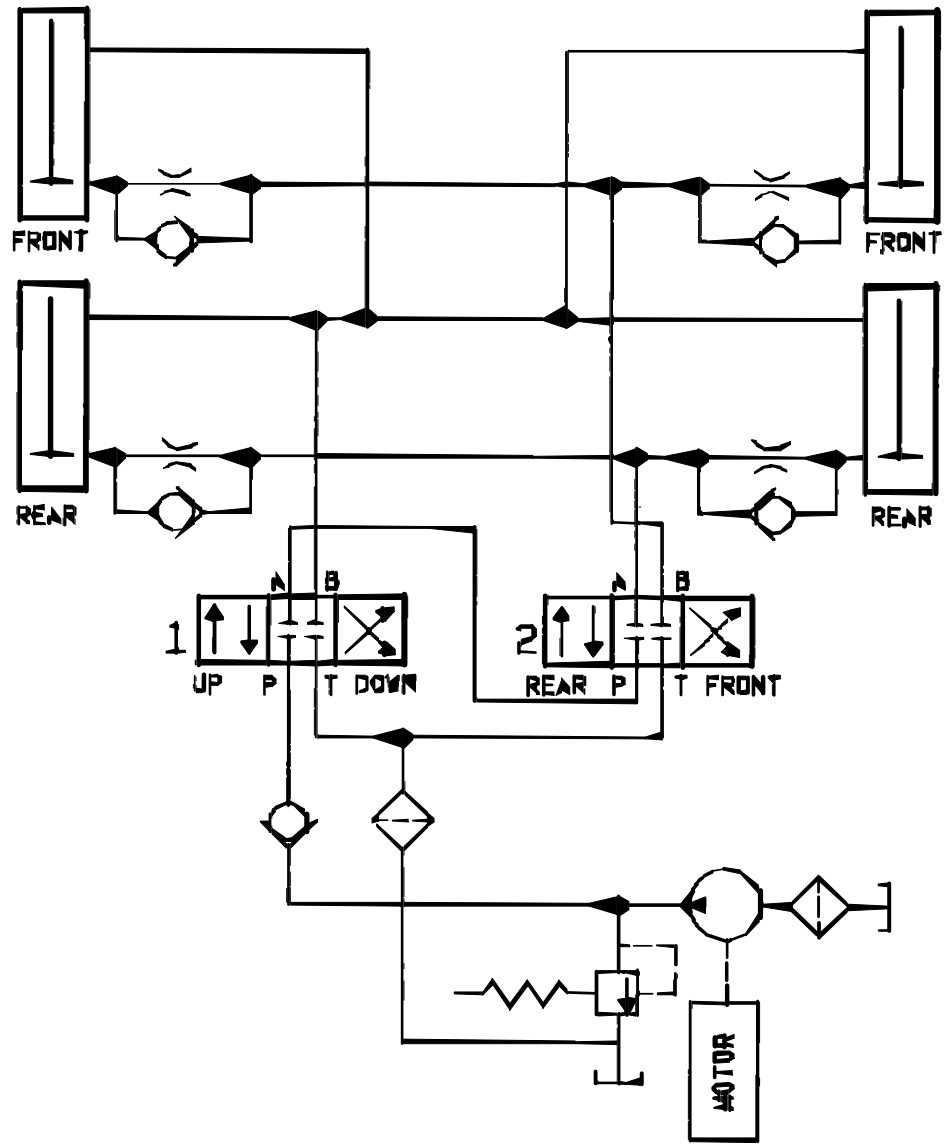 FRONT FRONT
REAR REAR
A B A B
1 2
UP P T DOWN REAR P T FRONT
MOTOR